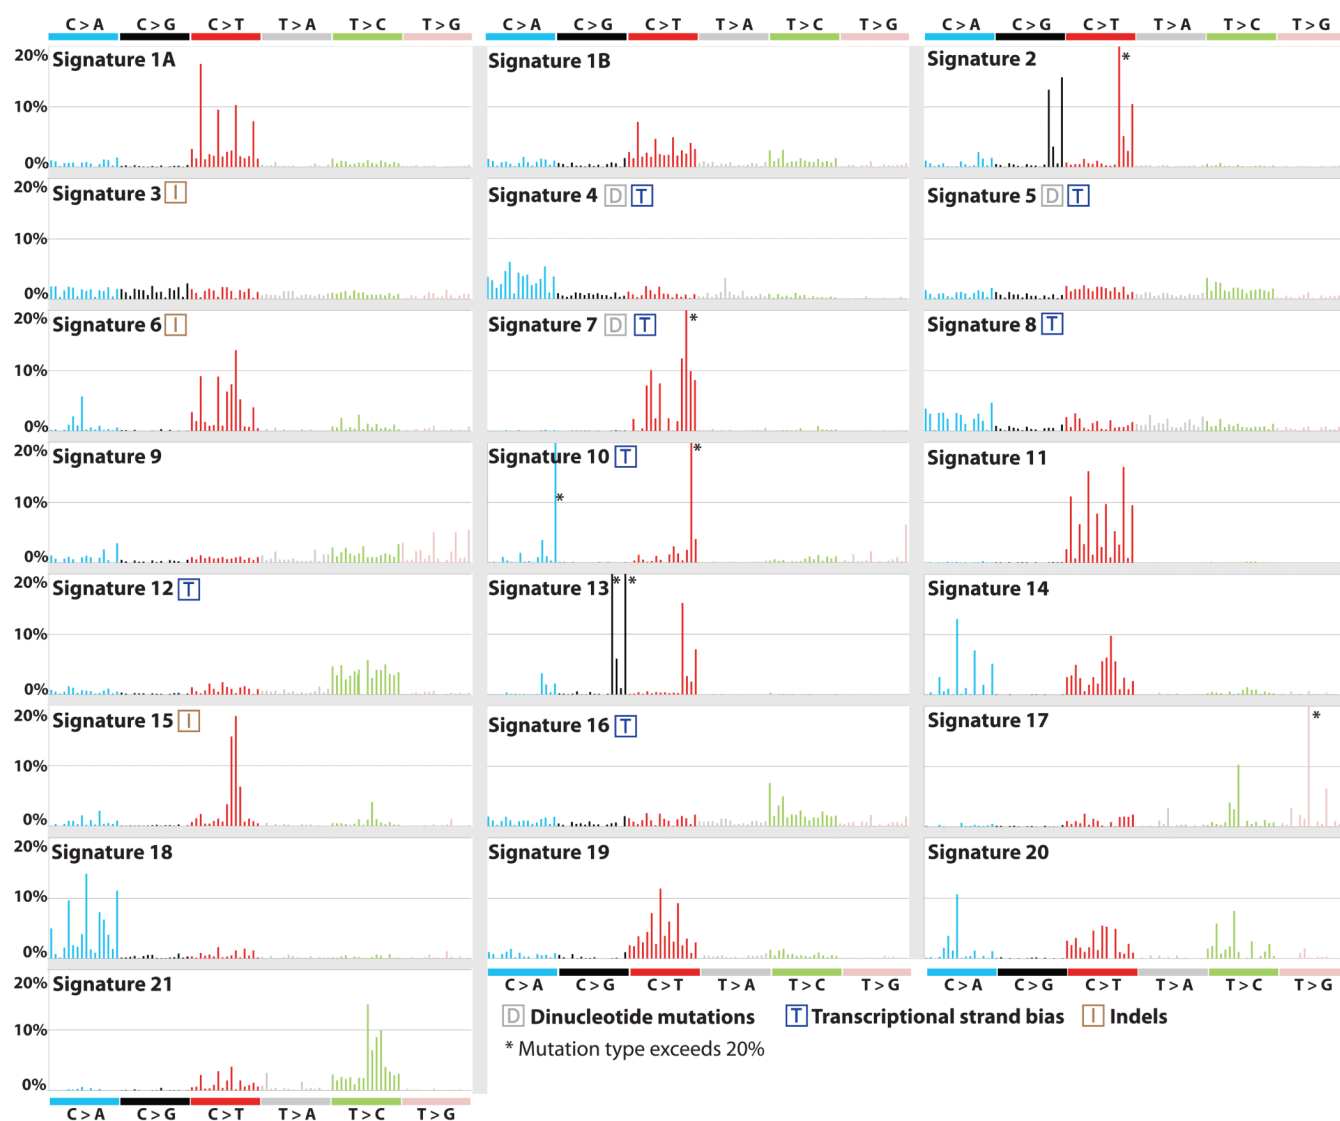 C > A C > G C > T T > A T > C T > G C > A C > G C > T T > A T > C T > G C > A C > G C > T T > A T > C T > G
20% Signature 1A Signature 1B Signature 2 *
10%
0%
20% Signature 3 I Signature 4 D T Signature 5 D T
10%
0%
20% Signature 6 I Signature 7 D T * Signature 8 T
10%
0%
20% Signature 9 Signature 10 T * Signature 11
10% *
0%
20% Signature 12 T Signature 13 * * Signature 14
10%
0%
20% Signature 15 I Signature 16 T Signature 17 *
10%
0%
20% Signature 18 Signature 19 Signature 20
10%
0%
20% Signature 21 C > A C > G C > T T > A T > C T > G C > A C > G C > T T > A T > C T > G
10% D Dinucleotide mutations T Transcriptional strand bias I Indels
* Mutation type exceeds 20%
0%
C > A C > G C > T T > A T > C T > G